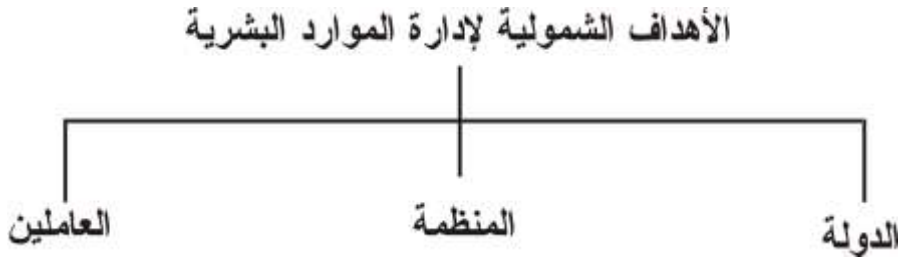 الأهداف الشمولية لإدارة الموارد البشرية
الدولة
المنظمة
العاملين